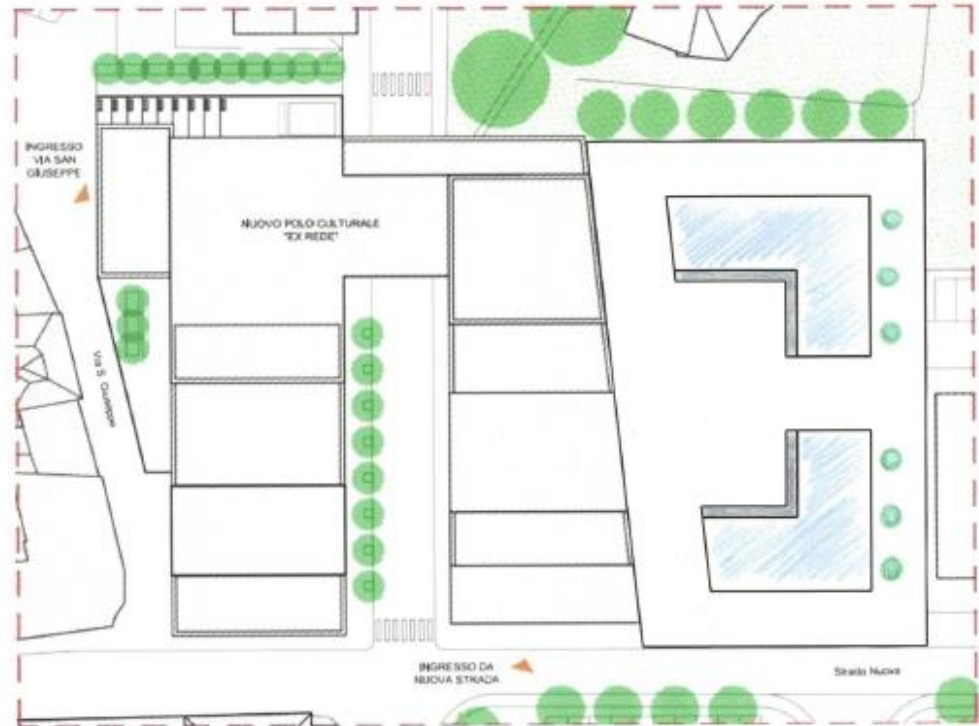 INGRESSO
VIA SAN
GIUSEPPE
NUOVO POLO CULTURALE
"EX REDE"
Via S. Giuseppe
INGRESSO DA
NUOVA STRADA
Strada Nuova